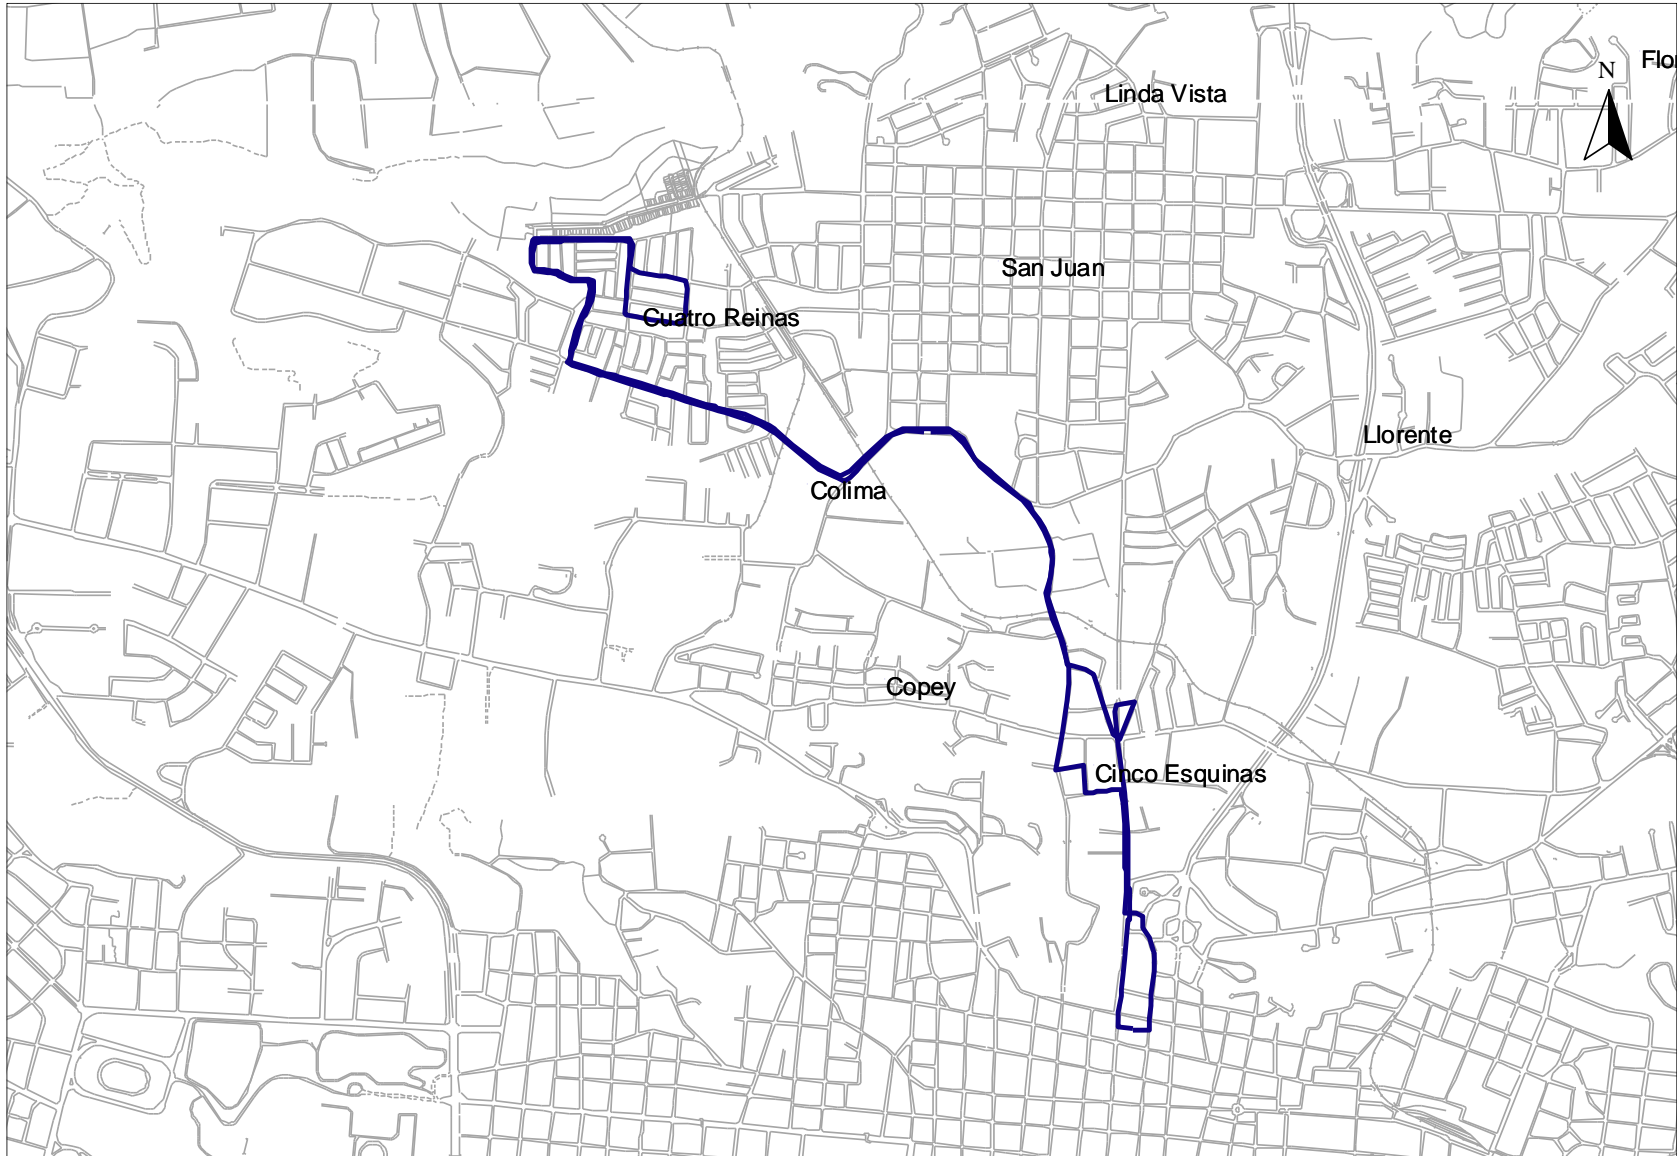 Flor
N
Linda Vista
San Juan
Cuatro Reinas
Llorente
Colima
Copey
Cinco Esquinas